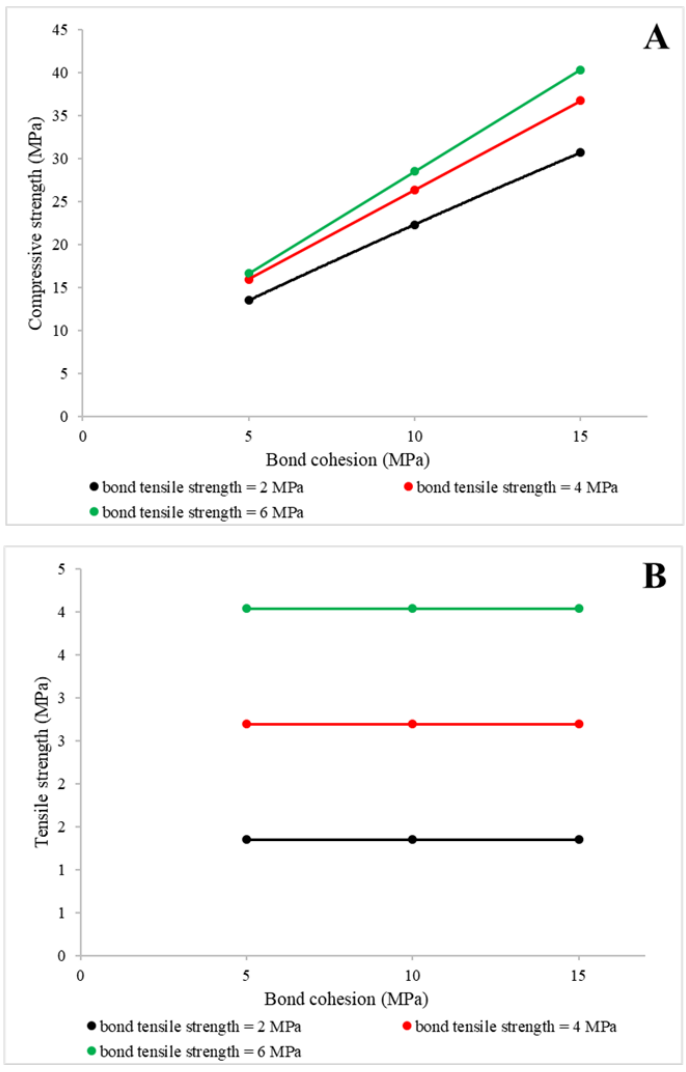 A
45
40
35
30
25
20
15
10
5
0
Compressive strength (MPa)
0 5 10 15
Bond cohesion (MPa)
bond tensile strength = 2 MPa bond tensile strength = 4 MPa
bond tensile strength = 6 MPa
B
5
4
4
3
3
2
2
1
1
0
Tensile strength (MPa)
0 5 10 15
Bond cohesion (MPa)
bond tensile strength = 2 MPa bond tensile strength = 4 MPa
bond tensile strength = 6 MPa